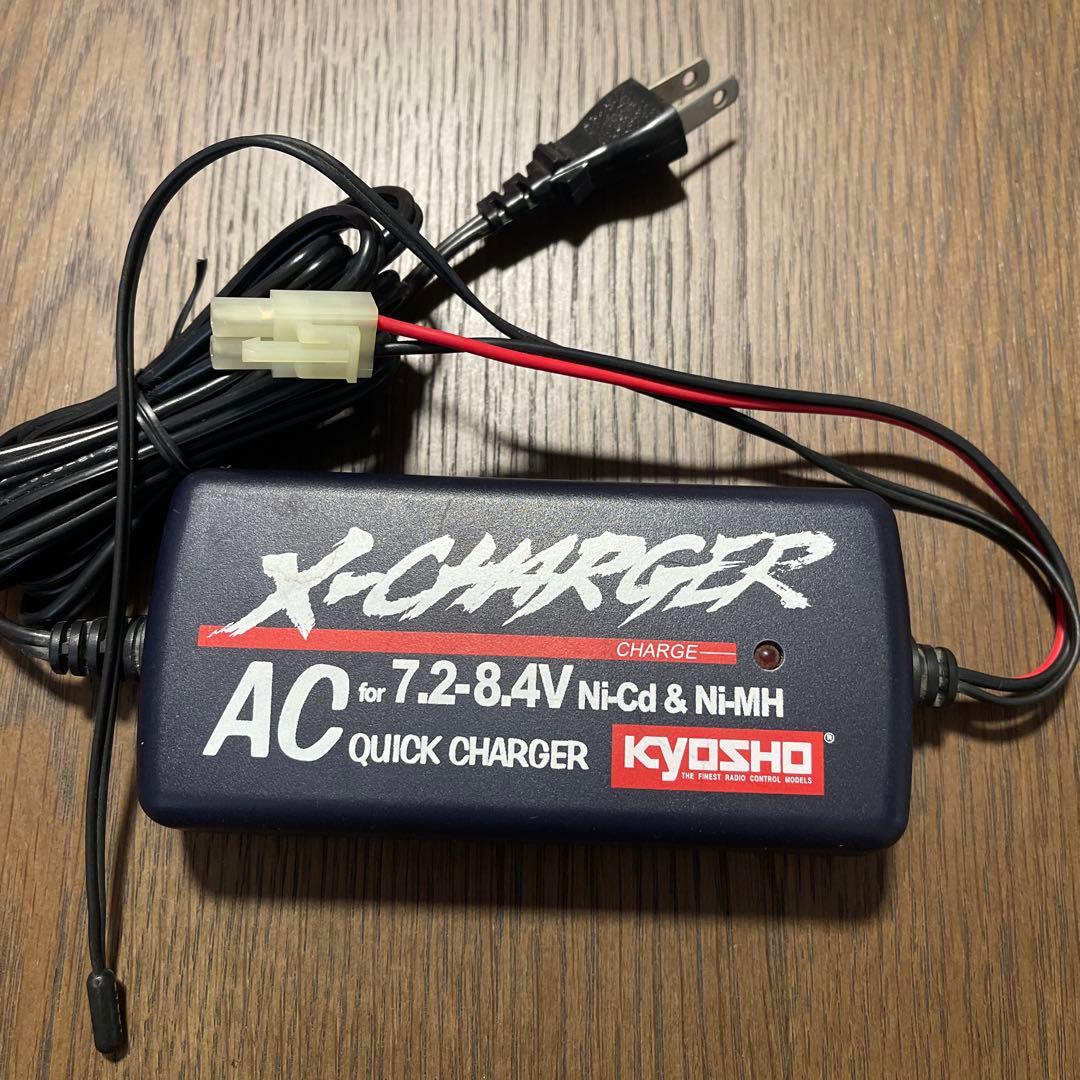 X-CHARGER
CHARGE
AC for 7.2-8.4V Ni-Cd & Ni-MH
QUICK CHARGER
KYOSHO®
THE FINEST RADIO CONTROL MODELS